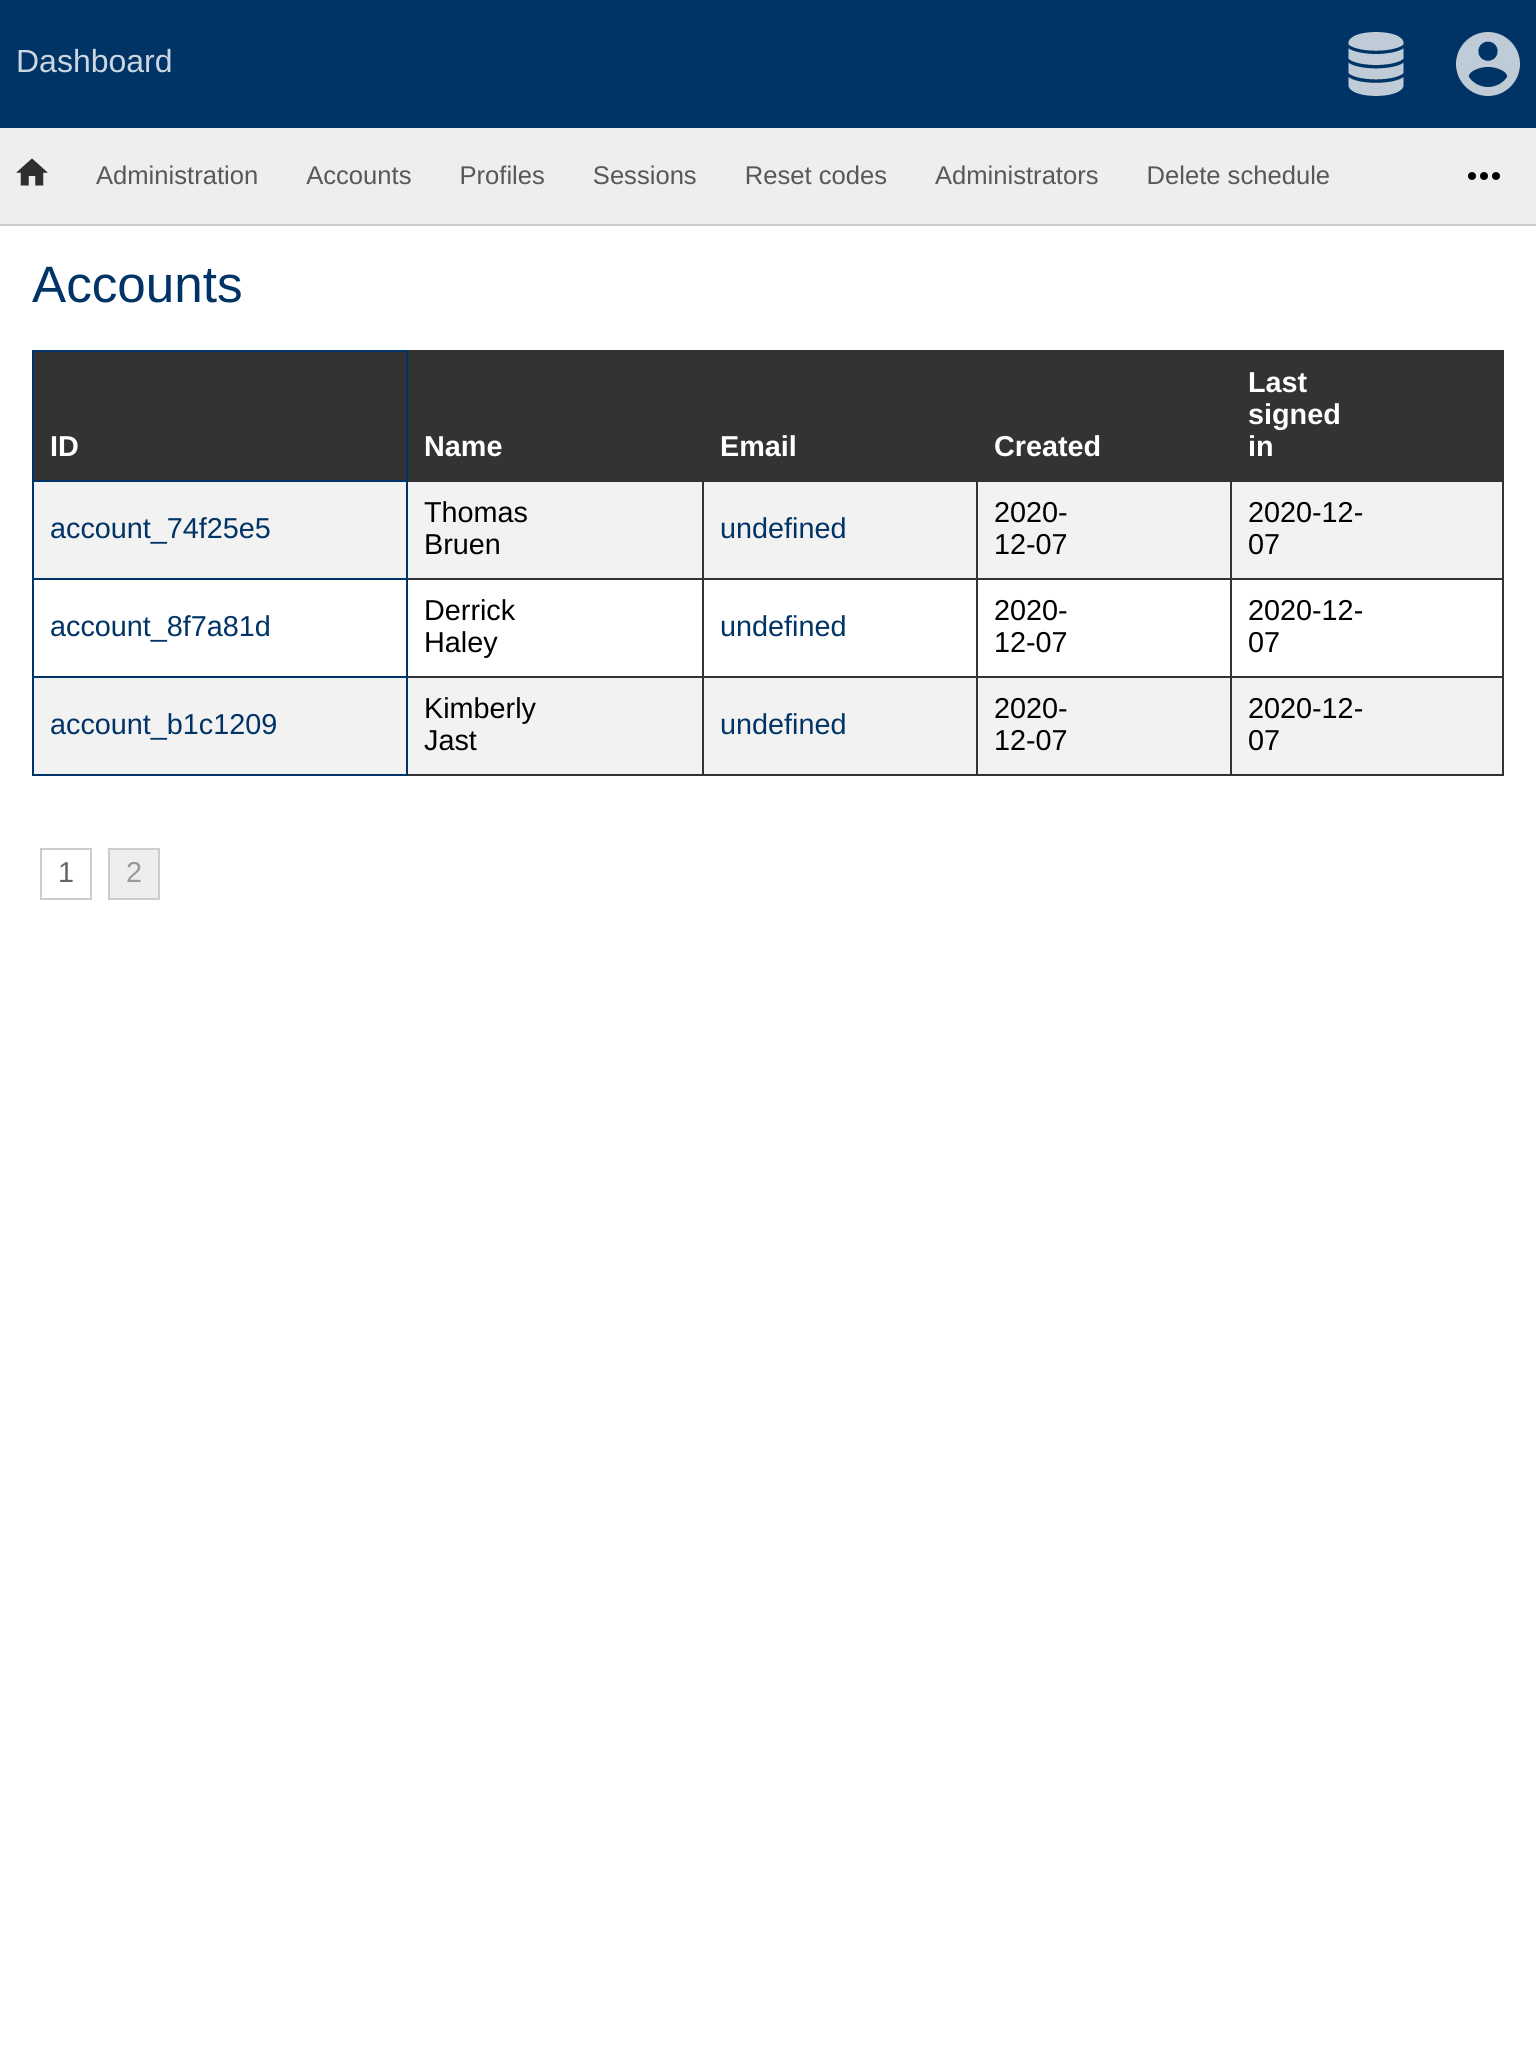 Dashboard
Administration Accounts Profiles Sessions Reset codes Administrators Delete schedule
Accounts
ID Name Email Created Last signed in
account_74f25e5 Thomas Bruen undefined 2020-12-07 2020-12-07
account_8f7a81d Derrick Haley undefined 2020-12-07 2020-12-07
account_b1c1209 Kimberly Jast undefined 2020-12-07 2020-12-07
1 2